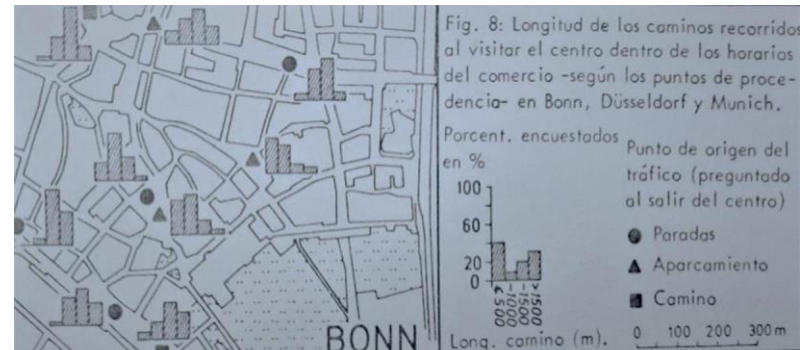 Fig. 8: Longitud de los caminos recorridos
al visitar el centro dentro de los horarios
del comercio -según los puntos de proce-
dencia- en Bonn, Düsseldorf y Munich.
Porcent. encuestados
en %
100
60
20
0
< 500
-1000
-1500
> 1500
Long. camino (m).
Punto de origen del
tráfico (preguntado
al salir del centro)
Paradas
Aparcamiento
Camino
0 100 200 300 m
BONN